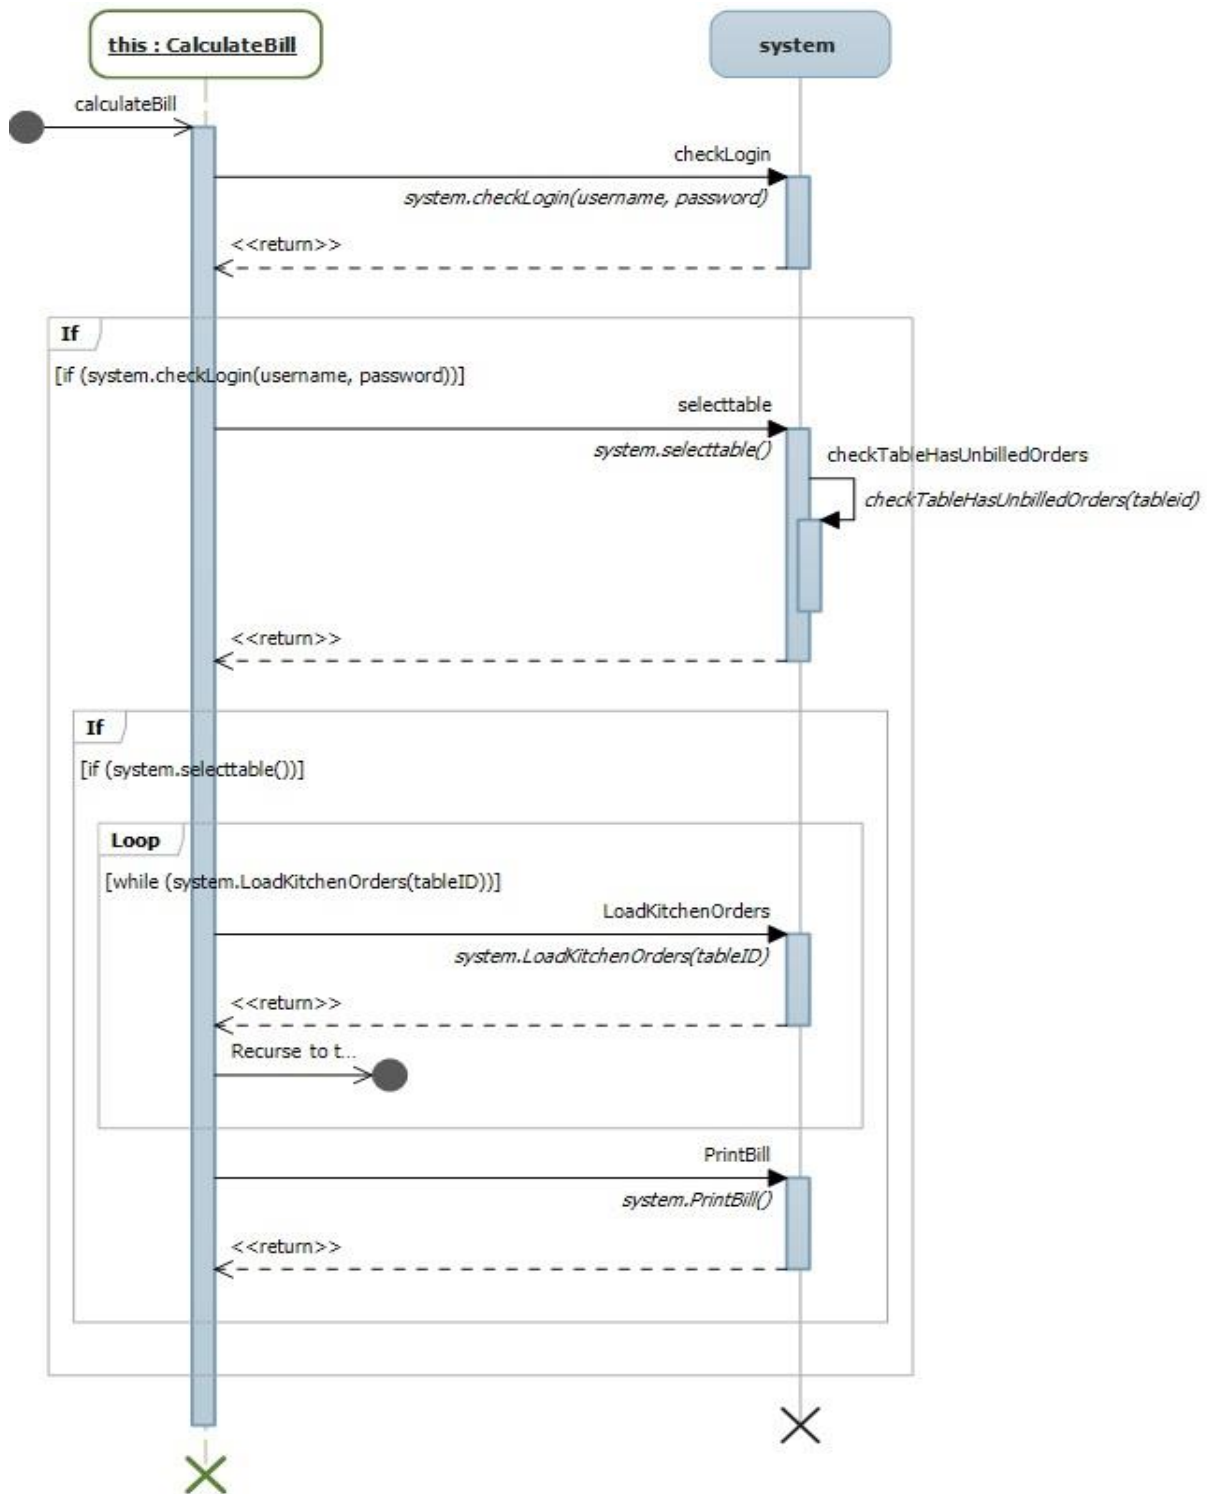 this : CalculateBill
system
calculateBill
checkLogin
system.checkLogin(username, password)
<<return>>
If
[if (system.checkLogin(username, password))]
selecttable
system.selecttable()
checkTableHasUnbilledOrders
checkTableHasUnbilledOrders(tableid)
<<return>>
If
[if (system.selecttable())]
Loop
[while (system.LoadKitchenOrders(tableID))]
LoadKitchenOrders
system.LoadKitchenOrders(tableID)
<<return>>
Recurse to t...
PrintBill
system.PrintBill()
<<return>>